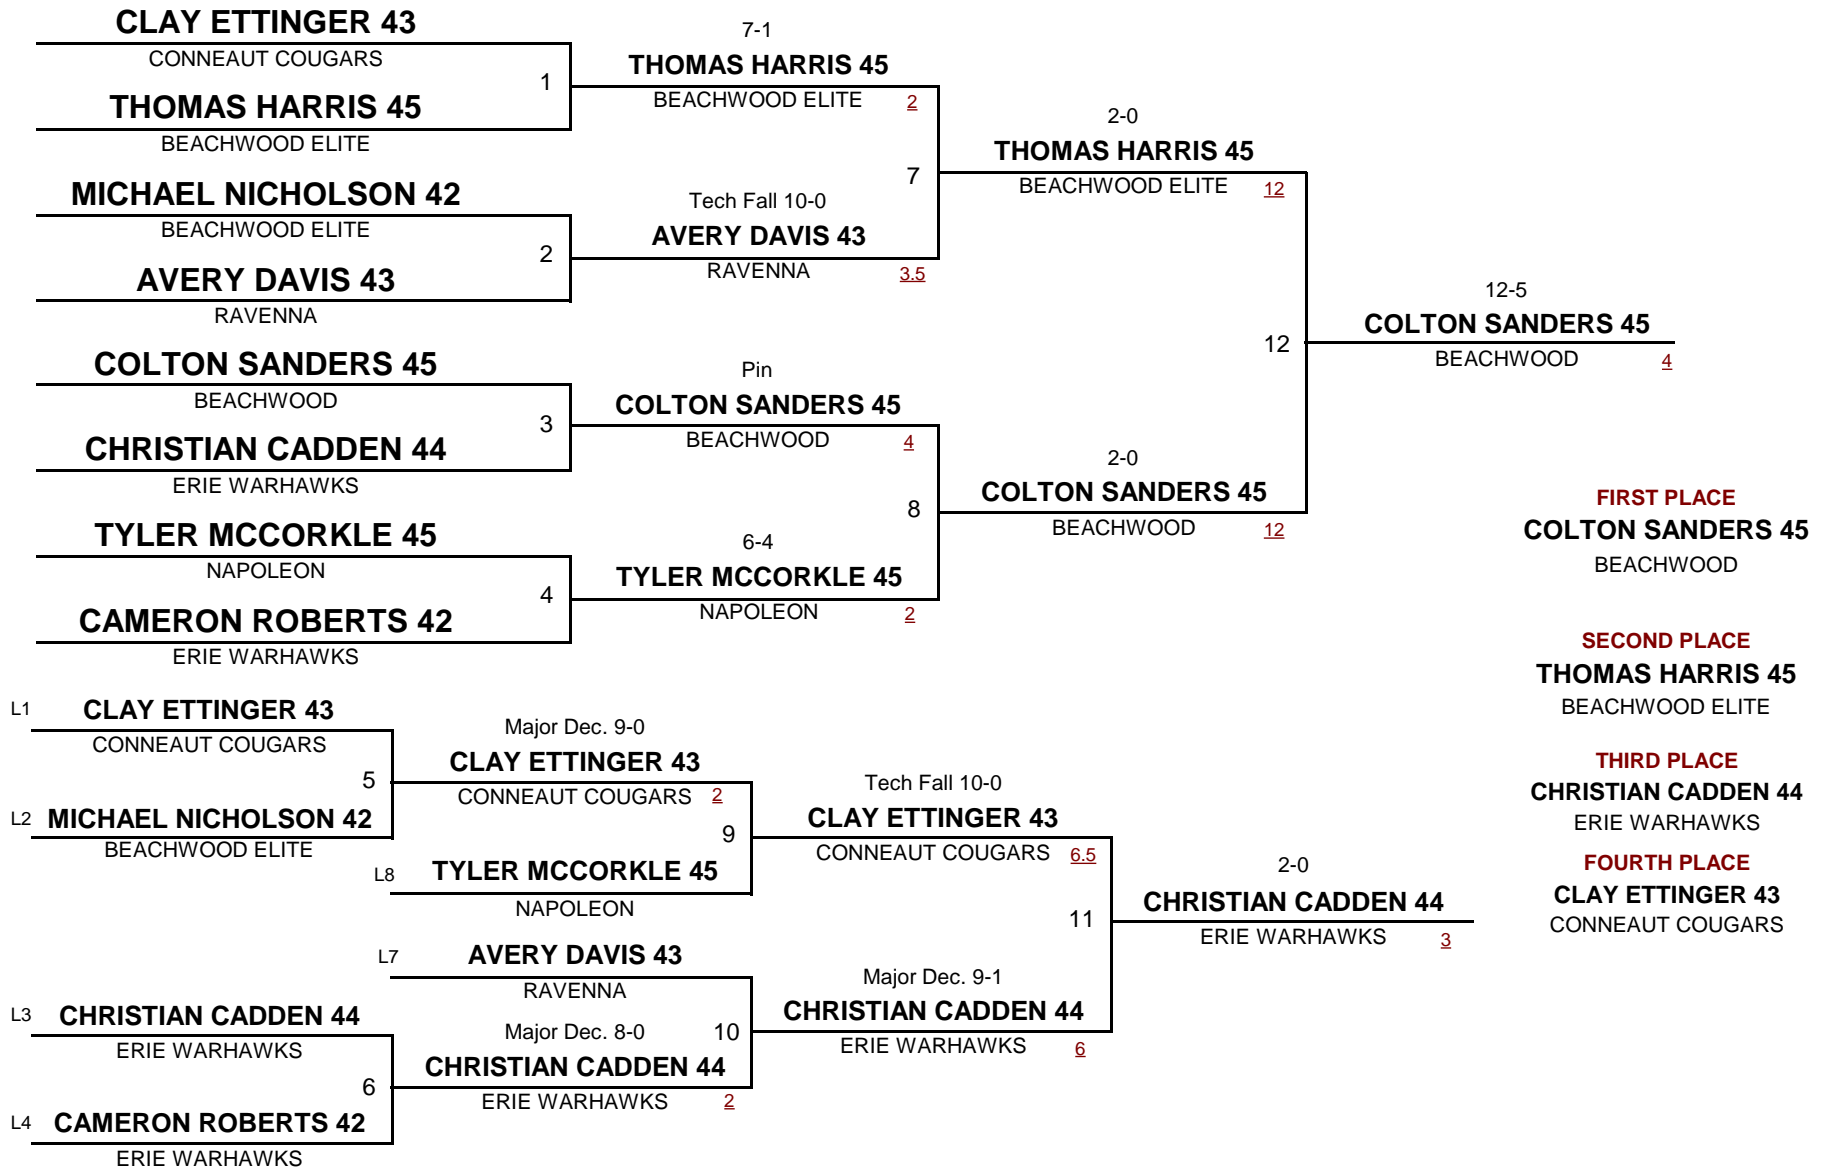 CLAY ETTINGER 43
CONNEAUT COUGARS
1
THOMAS HARRIS 45
BEACHWOOD ELITE
MICHAEL NICHOLSON 42
BEACHWOOD ELITE
2
AVERY DAVIS 43
RAVENNA
COLTON SANDERS 45
BEACHWOOD
3
CHRISTIAN CADDEN 44
ERIE WARHAWKS
TYLER MCCORKLE 45
NAPOLEON
4
CAMERON ROBERTS 42
ERIE WARHAWKS
7-1
THOMAS HARRIS 45
BEACHWOOD ELITE 2
7
Tech Fall 10-0
AVERY DAVIS 43
RAVENNA 3.5
Pin
COLTON SANDERS 45
BEACHWOOD 4
8
6-4
TYLER MCCORKLE 45
NAPOLEON 2
2-0
THOMAS HARRIS 45
BEACHWOOD ELITE 12
12
2-0
COLTON SANDERS 45
BEACHWOOD 12
12-5
COLTON SANDERS 45
BEACHWOOD 4
FIRST PLACE
COLTON SANDERS 45
BEACHWOOD
SECOND PLACE
THOMAS HARRIS 45
BEACHWOOD ELITE
THIRD PLACE
CHRISTIAN CADDEN 44
ERIE WARHAWKS
FOURTH PLACE
CLAY ETTINGER 43
CONNEAUT COUGARS
L1 CLAY ETTINGER 43
CONNEAUT COUGARS
5
L2 MICHAEL NICHOLSON 42
BEACHWOOD ELITE
L3 CHRISTIAN CADDEN 44
ERIE WARHAWKS
6
L4 CAMERON ROBERTS 42
ERIE WARHAWKS
Major Dec. 9-0
CLAY ETTINGER 43
CONNEAUT COUGARS 2
9
L8 TYLER MCCORKLE 45
NAPOLEON
L7 AVERY DAVIS 43
RAVENNA
Major Dec. 8-0 10
CHRISTIAN CADDEN 44
ERIE WARHAWKS 2
Tech Fall 10-0
CLAY ETTINGER 43
CONNEAUT COUGARS 6.5
11
Major Dec. 9-1
CHRISTIAN CADDEN 44
ERIE WARHAWKS 6
2-0
CHRISTIAN CADDEN 44
ERIE WARHAWKS 3